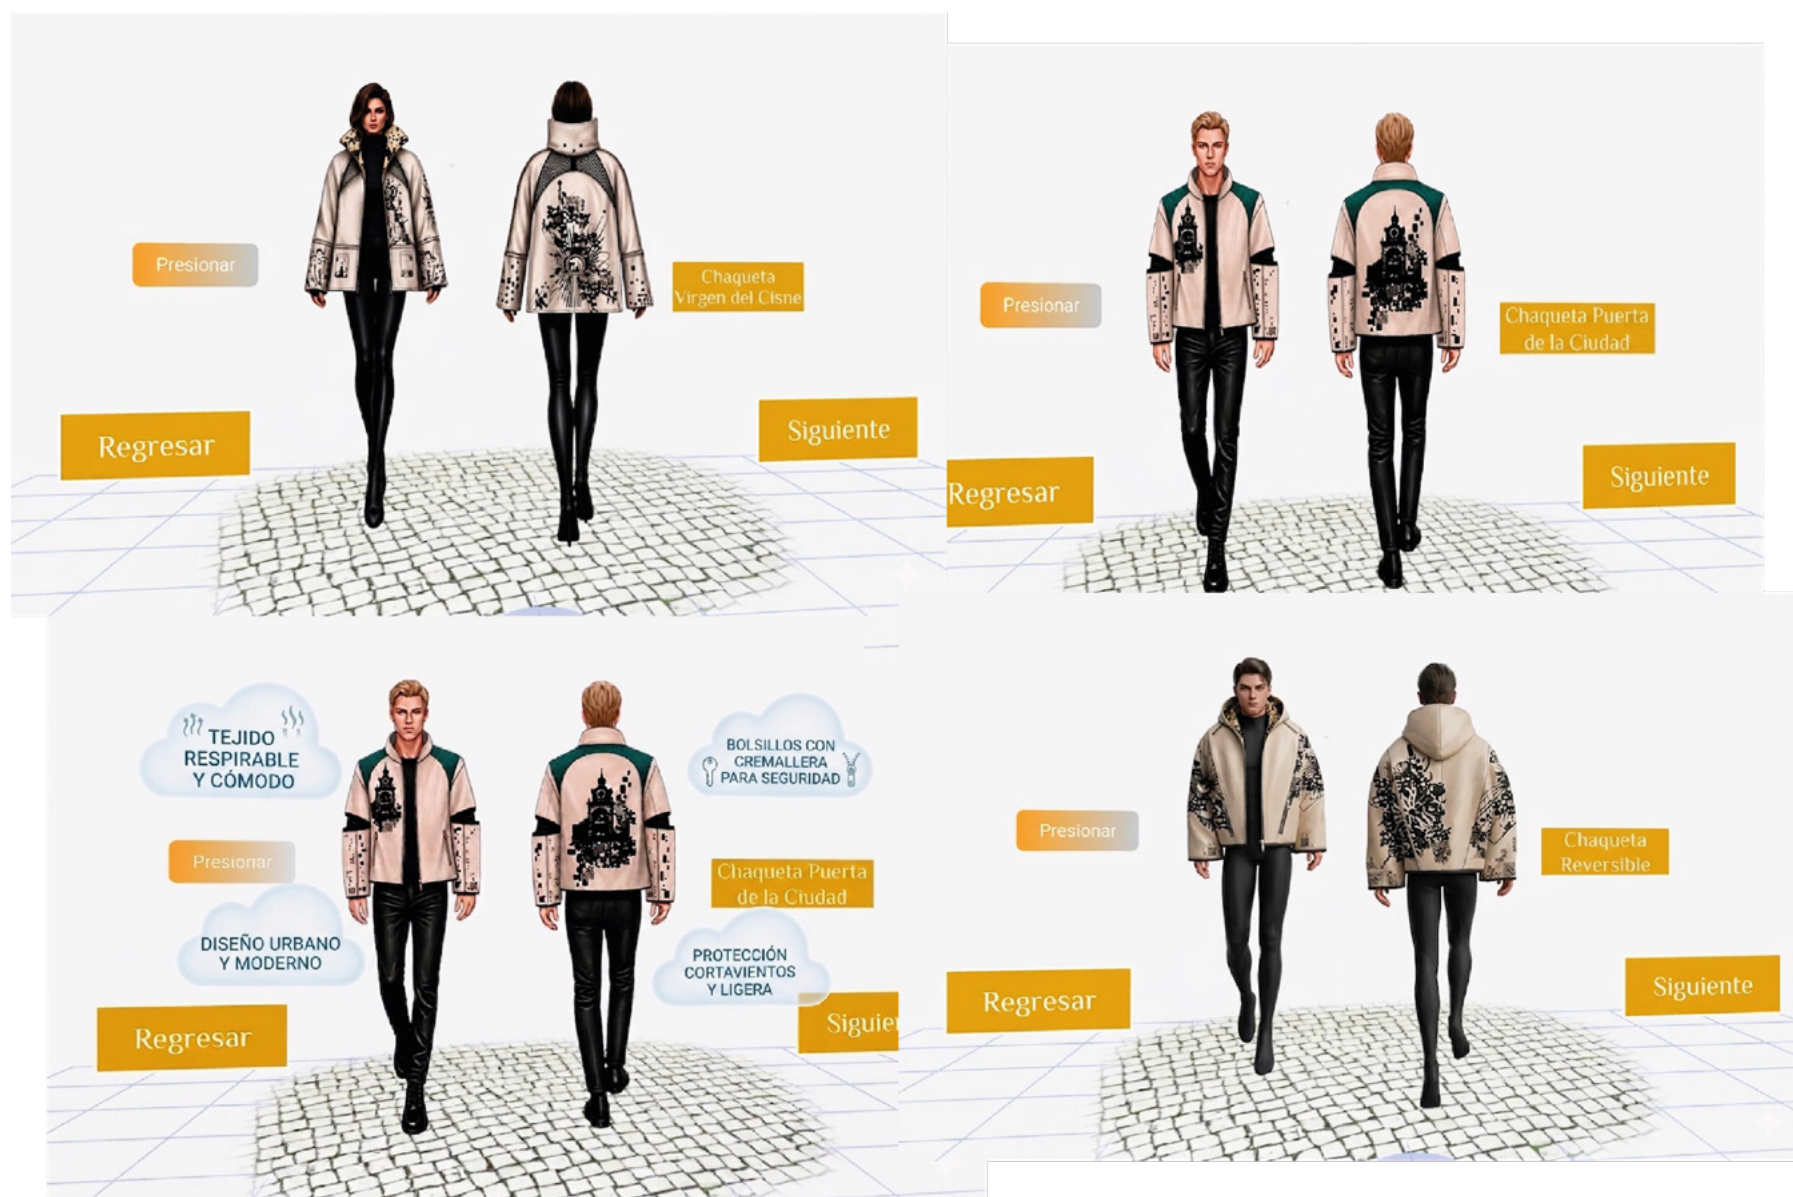 Presionar
Chaqueta
Virgen del Cisne
Regresar
Siguiente
Presionar
Chaqueta Puerta
de la Ciudad
Regresar
Siguiente
TEJIDO
RESPIRABLE
Y CÓMODO
BOLSILLOS CON
CREMALLERA
PARA SEGURIDAD
Presionar
Chaqueta Puerta
de la Ciudad
DISEÑO URBANO
Y MODERNO
PROTECCIÓN
CORTAVIENTOS
Y LIGERA
Regresar
Siguien
Presionar
Chaqueta
Reversible
Regresar
Siguiente